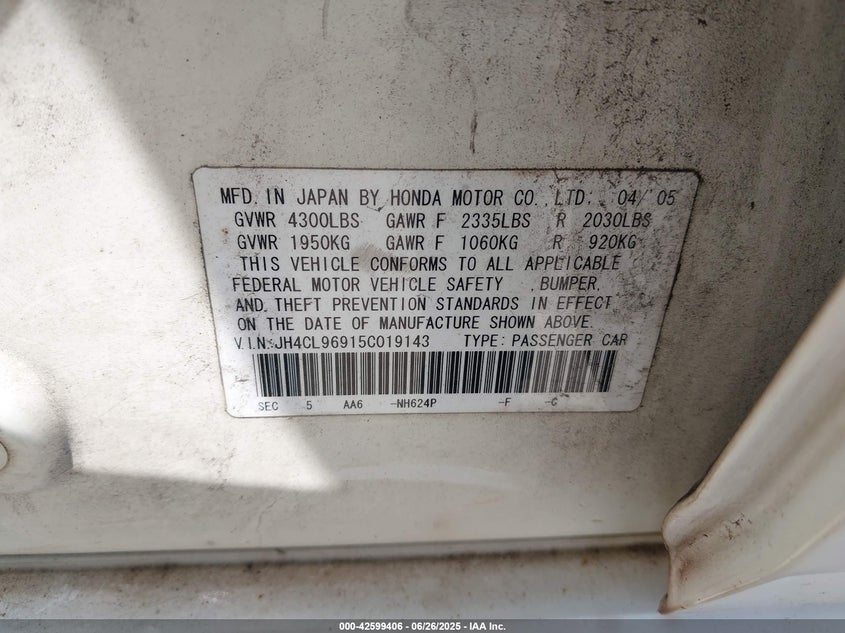 MFD. IN JAPAN BY HONDA MOTOR CO.,LTD. 04/ 05
GVWR 4300LBS GAWR F 2335LBS R 2030LBS
GVWR 1950KG GAWR F 1060KG R 920KG
THIS VEHICLE CONFORMS TO ALL APPLICABLE
FEDERAL MOTOR VEHICLE SAFETY ,BUMPER,
AND THEFT PREVENTION STANDARDS IN EFFECT
ON THE DATE OF MANUFACTURE SHOWN ABOVE.
V.I.N:JH4CL96915C019143 TYPE: PASSENGER CAR
SEC 5 AA6 -NH624P -F -C
000-42599406 - 06/26/2025 - IAA Inc.